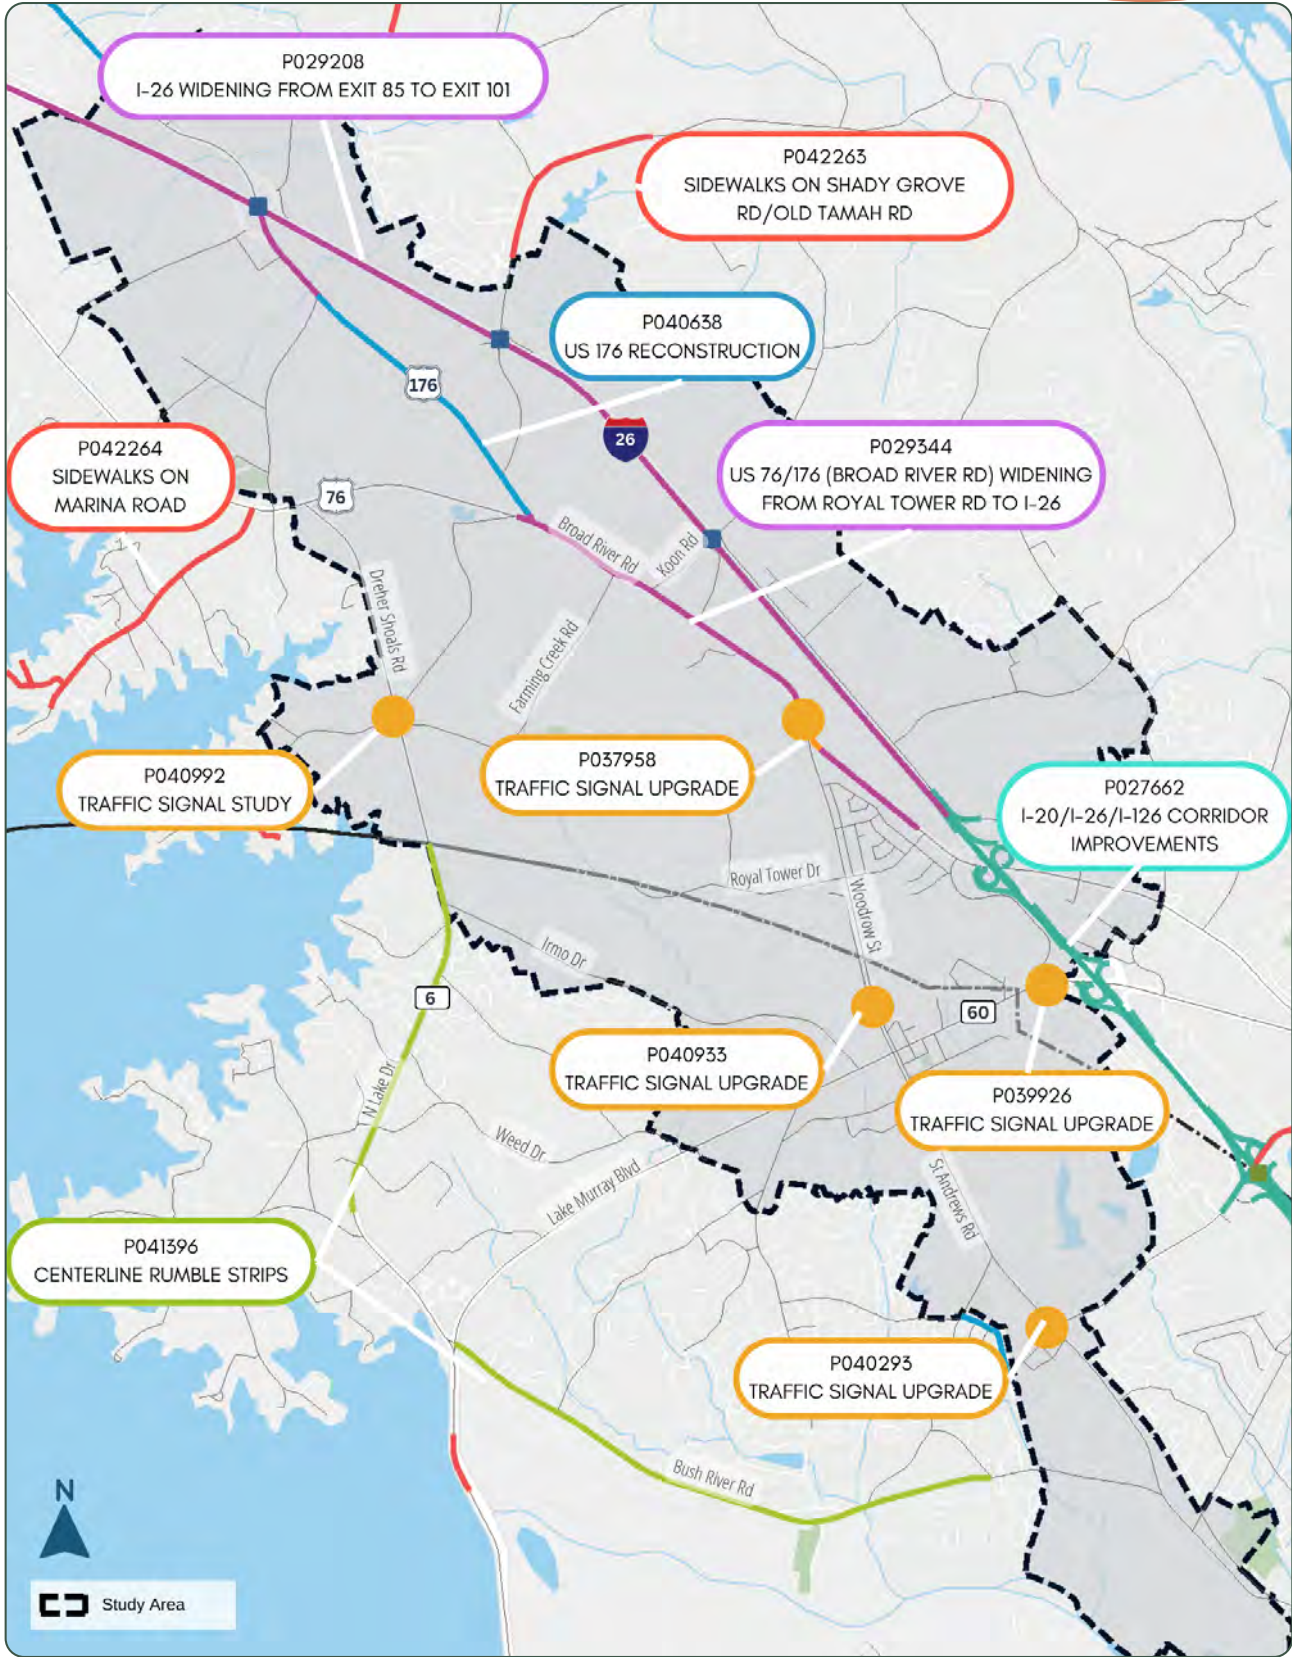 P029208
I-26 WIDENING FROM EXIT 85 TO EXIT 101
P042263
SIDEWALKS ON SHADY GROVE
RD/OLD TAMAH RD
P040638
US 176 RECONSTRUCTION
176
26
P042264
SIDEWALKS ON
MARINA ROAD
P029344
US 76/176 (BROAD RIVER RD) WIDENING
FROM ROYAL TOWER RD TO I-26
76
Broad River Rd
Koon Rd
Dreher Shoals Rd
Farming Creek Rd
P040992
TRAFFIC SIGNAL STUDY
P037958
TRAFFIC SIGNAL UPGRADE
P027662
I-20/I-26/I-126 CORRIDOR
IMPROVEMENTS
Royal Tower Dr
Woodrow St
Irmo Dr
6
60
P040933
TRAFFIC SIGNAL UPGRADE
P039926
TRAFFIC SIGNAL UPGRADE
N Lake Dr
Weed Dr
Lake Murray Blvd
St Andrews Rd
P041396
CENTERLINE RUMBLE STRIPS
P040293
TRAFFIC SIGNAL UPGRADE
Bush River Rd
N
Study Area